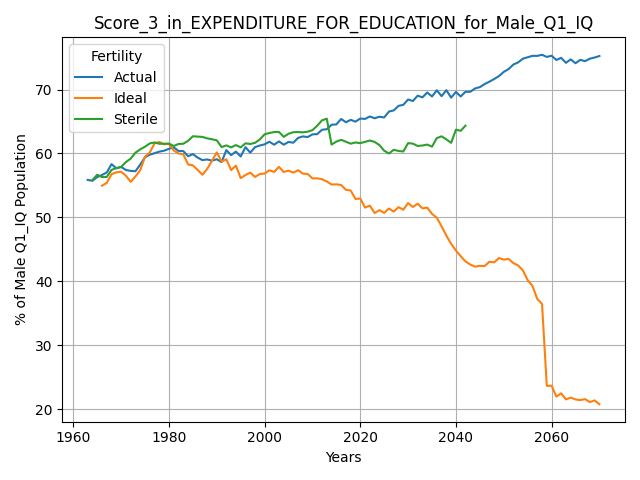 Score_3_in_EXPENDITURE_FOR_EDUCATION_for_Male_Q1_IQ
Fertility
Actual
Ideal
Sterile
% of Male Q1_IQ Population
70
60
50
40
30
20
1960
1980
2000
2020
2040
2060
Years